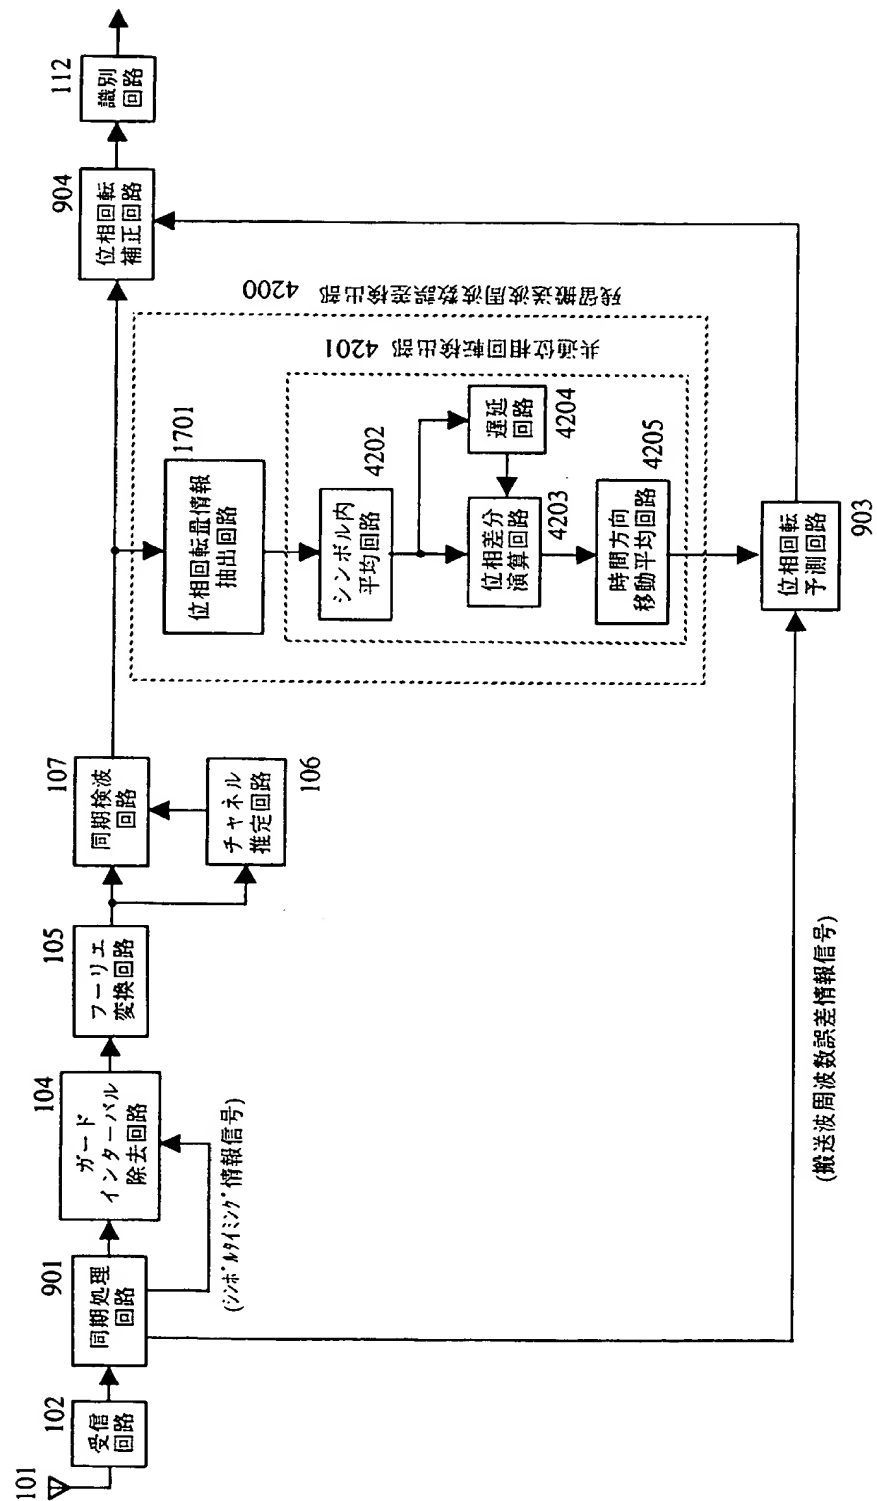 101
102
受信
回路
901
同期処理
回路
(ｼﾝﾎﾞﾙﾀｲﾐﾝｸﾞ情報信号)
104
ガード
インターバル
除去回路
105
フーリエ
変換回路
107
同期検波
回路
106
チャネル
推定回路
904
位相回転
補正回路
112
識別
回路
残留搬送波周波数誤差検出部 4200
1701
位相回転量情報
抽出回路
共通位相回転検出部 4201
4202
シンボル内
平均回路
4204
遅延
回路
4203
位相差分
演算回路
4205
時間方向
移動平均回路
903
位相回転
予測回路
(搬送波周波数誤差情報信号)